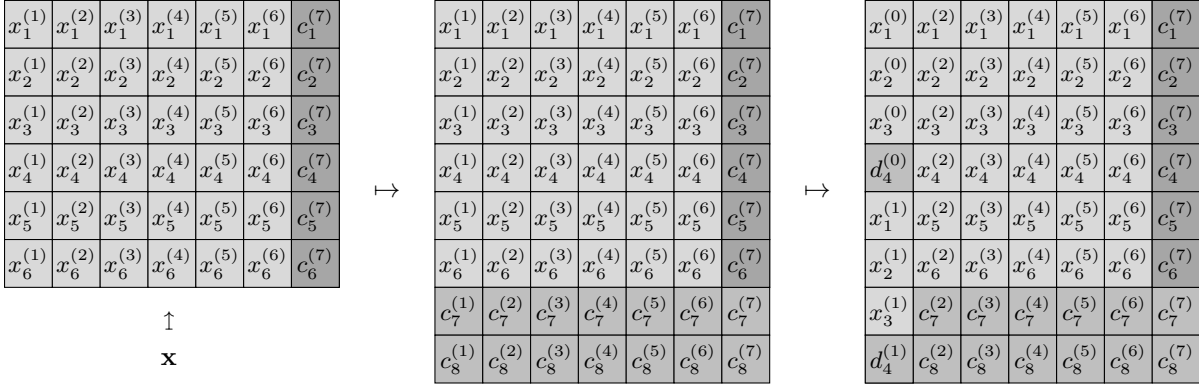 x_1^{(1)} x_1^{(2)} x_1^{(3)} x_1^{(4)} x_1^{(5)} x_1^{(6)} c_1^{(7)}
x_2^{(1)} x_2^{(2)} x_2^{(3)} x_2^{(4)} x_2^{(5)} x_2^{(6)} c_2^{(7)}
x_3^{(1)} x_3^{(2)} x_3^{(3)} x_3^{(4)} x_3^{(5)} x_3^{(6)} c_3^{(7)}
x_4^{(1)} x_4^{(2)} x_4^{(3)} x_4^{(4)} x_4^{(5)} x_4^{(6)} c_4^{(7)}
x_5^{(1)} x_5^{(2)} x_5^{(3)} x_5^{(4)} x_5^{(5)} x_5^{(6)} c_5^{(7)}
x_6^{(1)} x_6^{(2)} x_6^{(3)} x_6^{(4)} x_6^{(5)} x_6^{(6)} c_6^{(7)}
↥
x
↦
x_1^{(1)} x_1^{(2)} x_1^{(3)} x_1^{(4)} x_1^{(5)} x_1^{(6)} c_1^{(7)}
x_2^{(1)} x_2^{(2)} x_2^{(3)} x_2^{(4)} x_2^{(5)} x_2^{(6)} c_2^{(7)}
x_3^{(1)} x_3^{(2)} x_3^{(3)} x_3^{(4)} x_3^{(5)} x_3^{(6)} c_3^{(7)}
x_4^{(1)} x_4^{(2)} x_4^{(3)} x_4^{(4)} x_4^{(5)} x_4^{(6)} c_4^{(7)}
x_5^{(1)} x_5^{(2)} x_5^{(3)} x_5^{(4)} x_5^{(5)} x_5^{(6)} c_5^{(7)}
x_6^{(1)} x_6^{(2)} x_6^{(3)} x_6^{(4)} x_6^{(5)} x_6^{(6)} c_6^{(7)}
c_7^{(1)} c_7^{(2)} c_7^{(3)} c_7^{(4)} c_7^{(5)} c_7^{(6)} c_7^{(7)}
c_8^{(1)} c_8^{(2)} c_8^{(3)} c_8^{(4)} c_8^{(5)} c_8^{(6)} c_8^{(7)}
↦
x_1^{(0)} x_1^{(2)} x_1^{(3)} x_1^{(4)} x_1^{(5)} x_1^{(6)} c_1^{(7)}
x_2^{(0)} x_2^{(2)} x_2^{(3)} x_2^{(4)} x_2^{(5)} x_2^{(6)} c_2^{(7)}
x_3^{(0)} x_3^{(2)} x_3^{(3)} x_3^{(4)} x_3^{(5)} x_3^{(6)} c_3^{(7)}
d_4^{(0)} x_4^{(2)} x_4^{(3)} x_4^{(4)} x_4^{(5)} x_4^{(6)} c_4^{(7)}
x_1^{(1)} x_5^{(2)} x_5^{(3)} x_5^{(4)} x_5^{(5)} x_5^{(6)} c_5^{(7)}
x_2^{(1)} x_6^{(2)} x_6^{(3)} x_6^{(4)} x_6^{(5)} x_6^{(6)} c_6^{(7)}
x_3^{(1)} c_7^{(2)} c_7^{(3)} c_7^{(4)} c_7^{(5)} c_7^{(6)} c_7^{(7)}
d_4^{(1)} c_8^{(2)} c_8^{(3)} c_8^{(4)} c_8^{(5)} c_8^{(6)} c_8^{(7)}